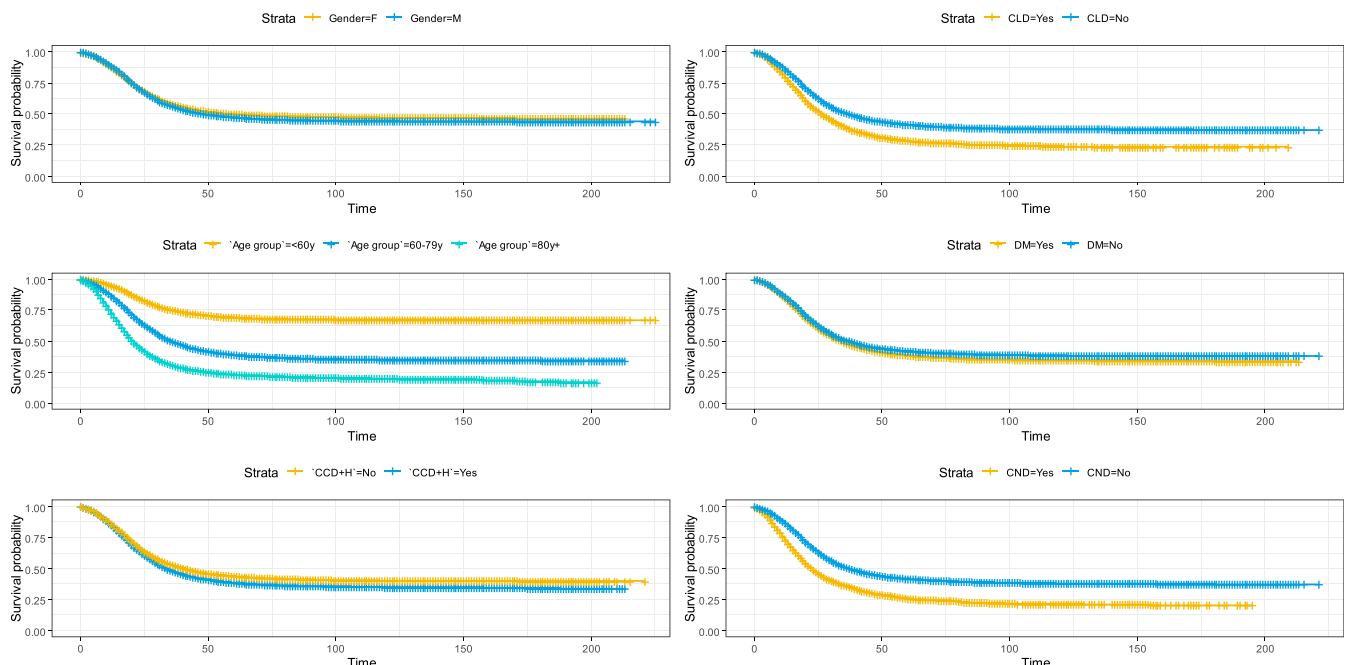 Strata Gender=F Gender=M
Survival probability
1.00
0.75
0.50
0.25
0.00
0 50 100 150 200
Time
Strata CLD=Yes CLD=No
Survival probability
1.00
0.75
0.50
0.25
0.00
0 50 100 150 200
Time
Strata `Age group`=<60y `Age group`=60-79y `Age group`=80y+
Survival probability
1.00
0.75
0.50
0.25
0.00
0 50 100 150 200
Time
Strata DM=Yes DM=No
Survival probability
1.00
0.75
0.50
0.25
0.00
0 50 100 150 200
Time
Strata `CCD+H`=No `CCD+H`=Yes
Survival probability
1.00
0.75
0.50
0.25
0.00
0 50 100 150 200
Time
Strata CND=Yes CND=No
Survival probability
1.00
0.75
0.50
0.25
0.00
0 50 100 150 200
Time